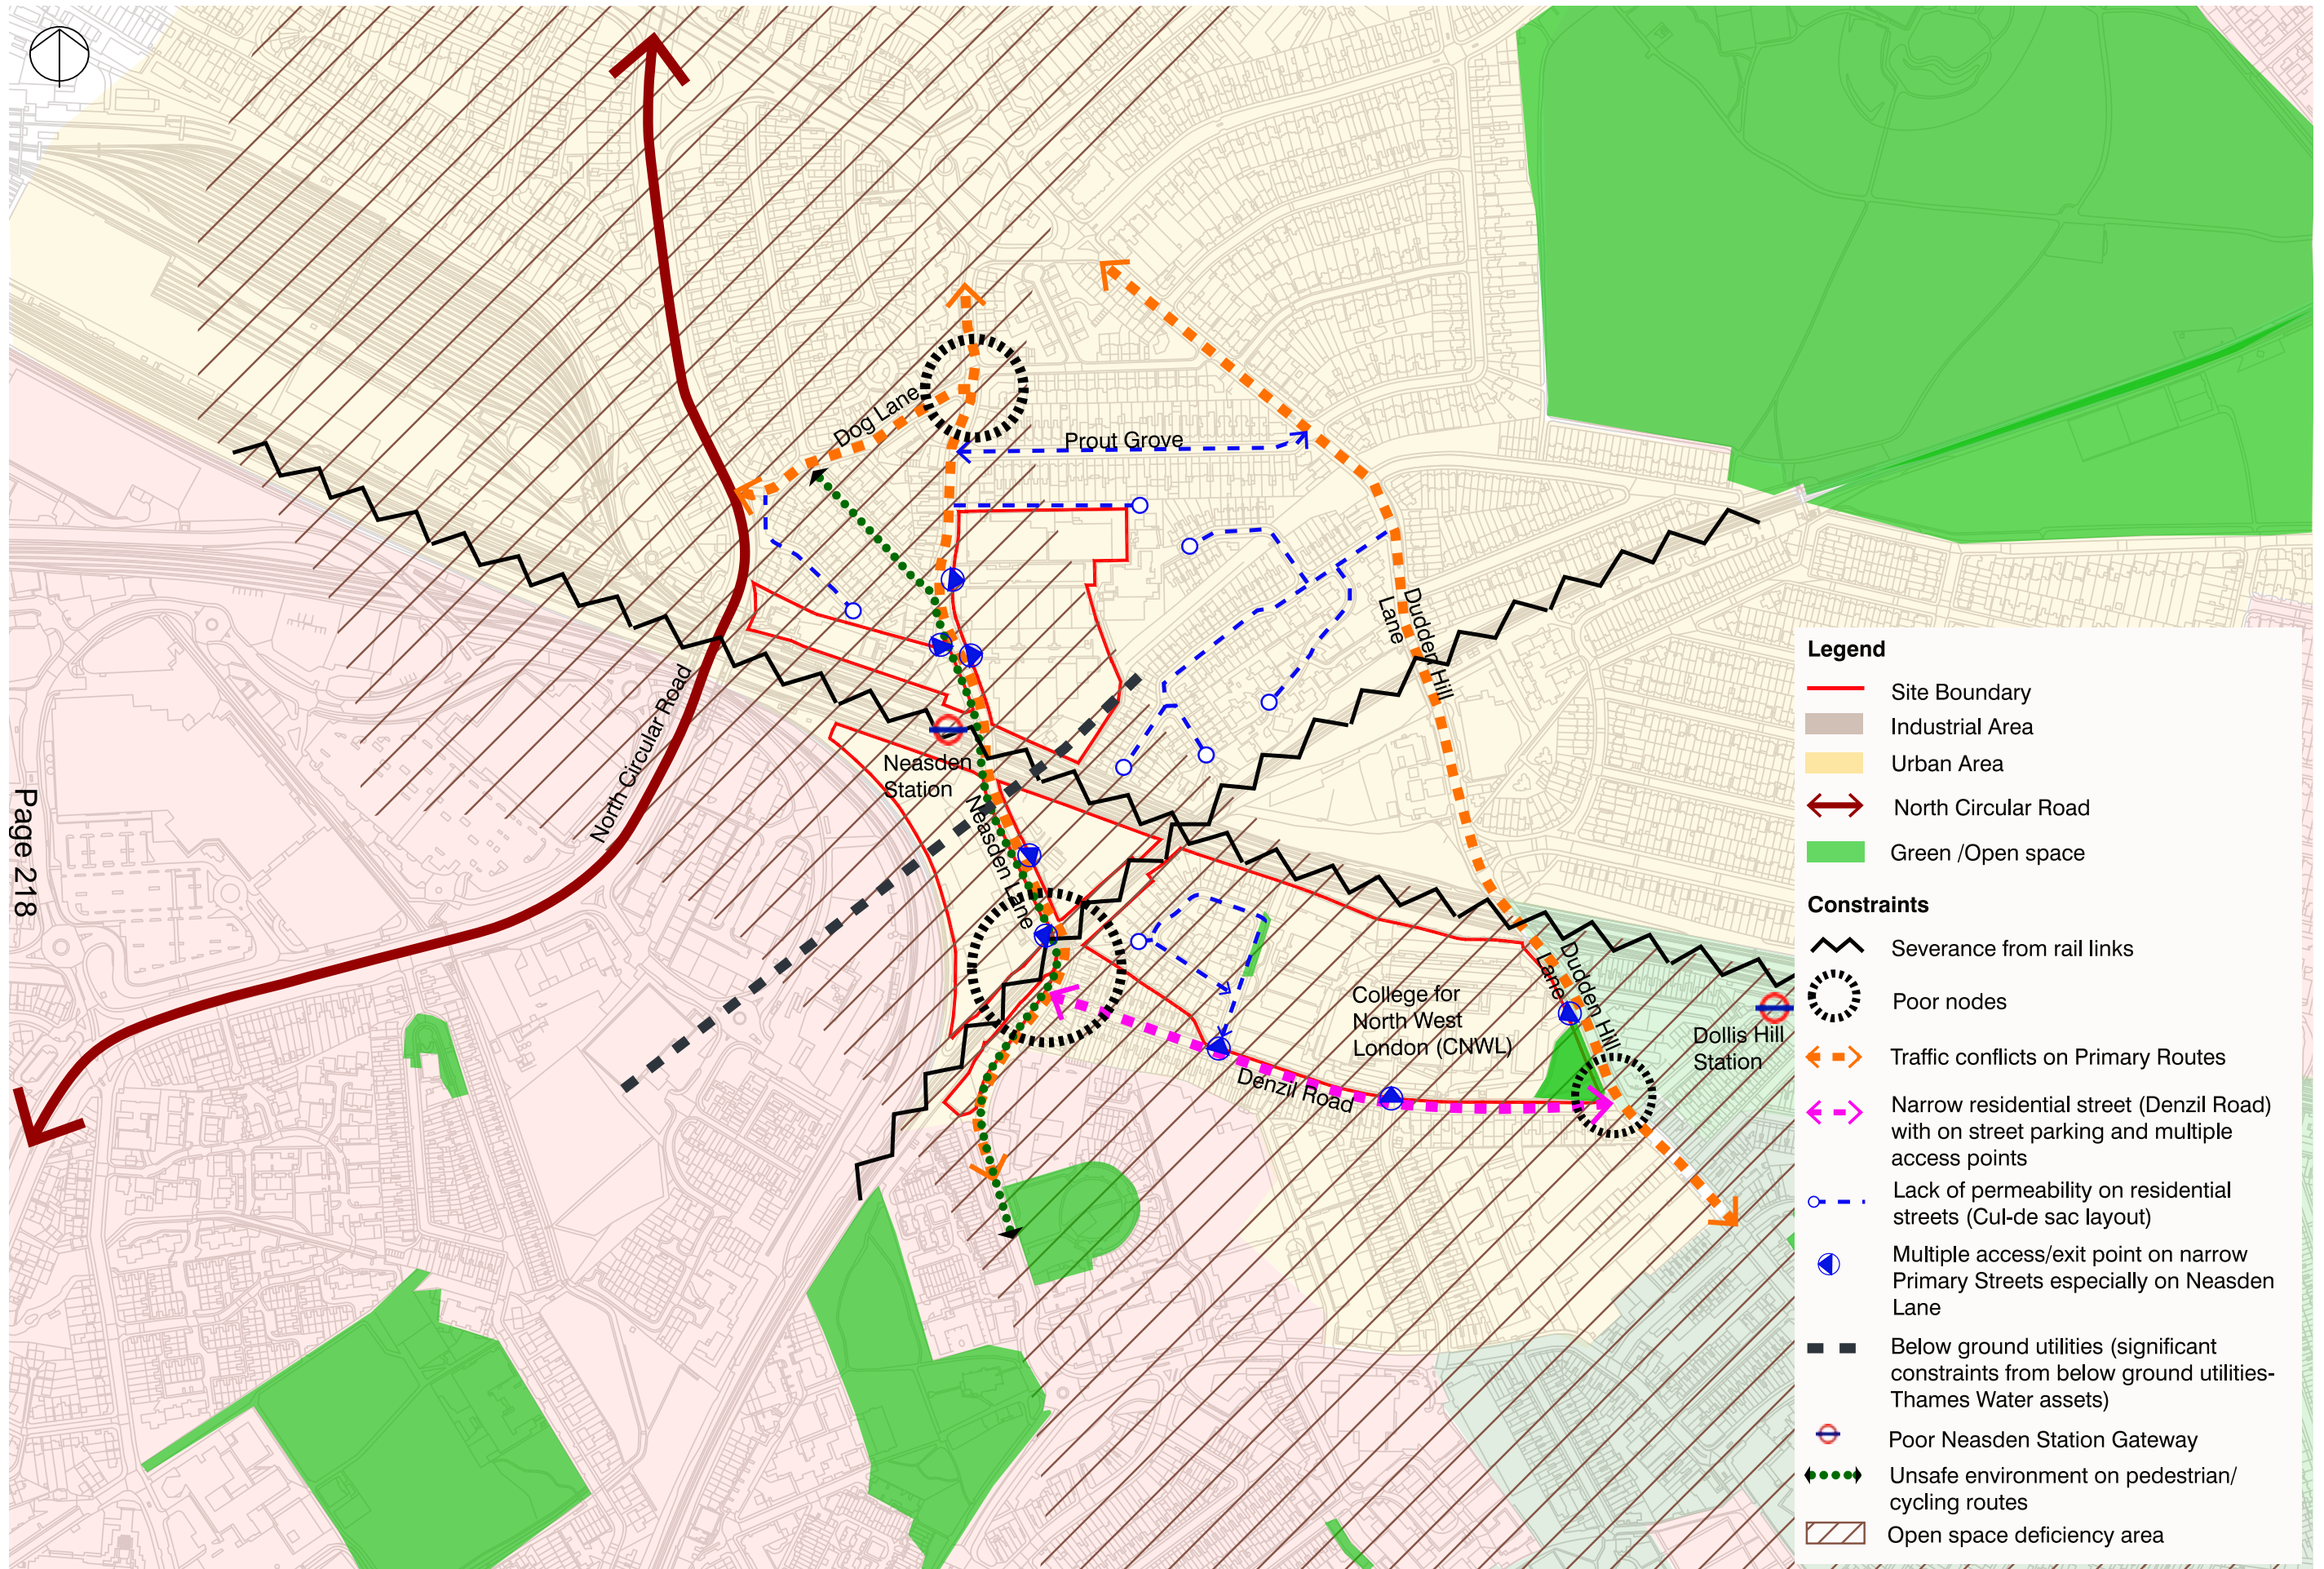 Dog Lane
Prout Grove
Dudden Hill
Lane
North Circular Road
Neasden
Station
Neasden Lane
Page 218
College for
North West
London (CNWL)
Dudden Hill
Lane
Dollis Hill
Station
Denzil Road
Legend
Site Boundary
Industrial Area
Urban Area
North Circular Road
Green /Open space
Constraints
Severance from rail links
Poor nodes
Traffic conflicts on Primary Routes
Narrow residential street (Denzil Road)
with on street parking and multiple
access points
Lack of permeability on residential
streets (Cul-de sac layout)
Multiple access/exit point on narrow
Primary Streets especially on Neasden
Lane
Below ground utilities (significant
constraints from below ground utilities-
Thames Water assets)
Poor Neasden Station Gateway
Unsafe environment on pedestrian/
cycling routes
Open space deficiency area